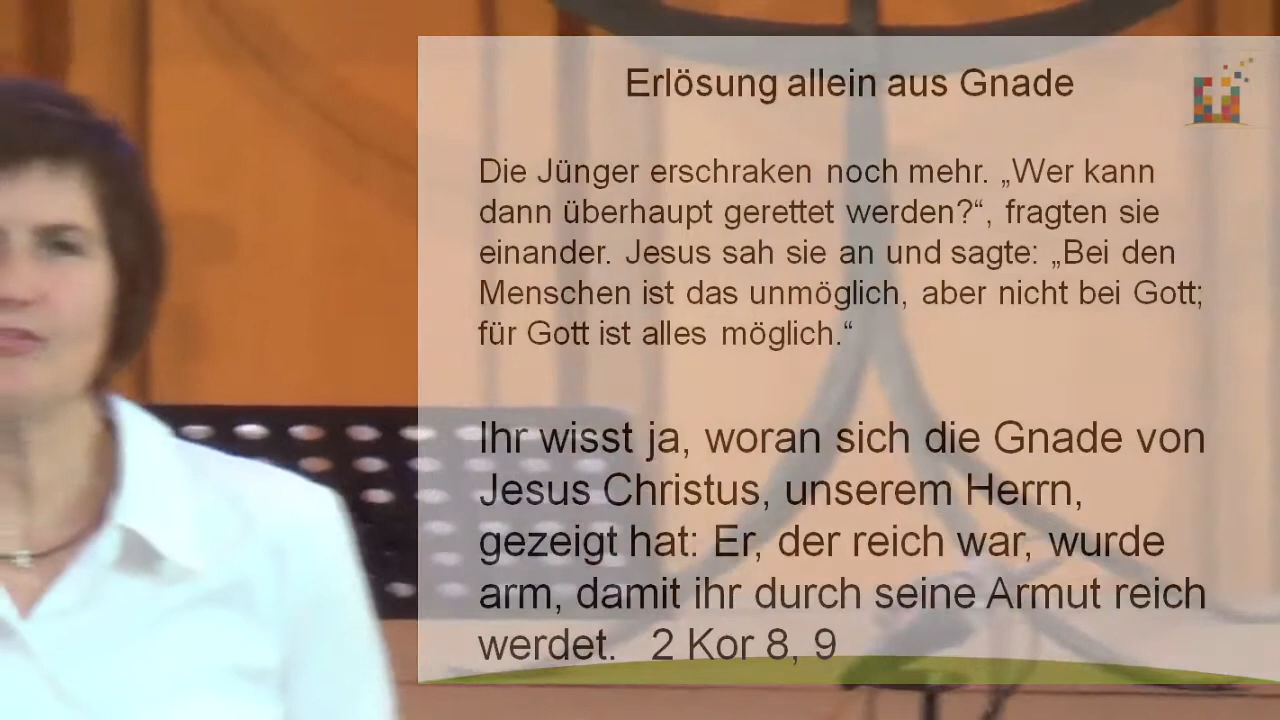 Erlösung allein aus Gnade
Die Jünger erschraken noch mehr. „Wer kann
dann überhaupt gerettet werden?“, fragten sie
einander. Jesus sah sie an und sagte: „Bei den
Menschen ist das unmöglich, aber nicht bei Gott;
für Gott ist alles möglich.“
Ihr wisst ja, woran sich die Gnade von
Jesus Christus, unserem Herrn,
gezeigt hat: Er, der reich war, wurde
arm, damit ihr durch seine Armut reich
werdet. 2 Kor 8, 9